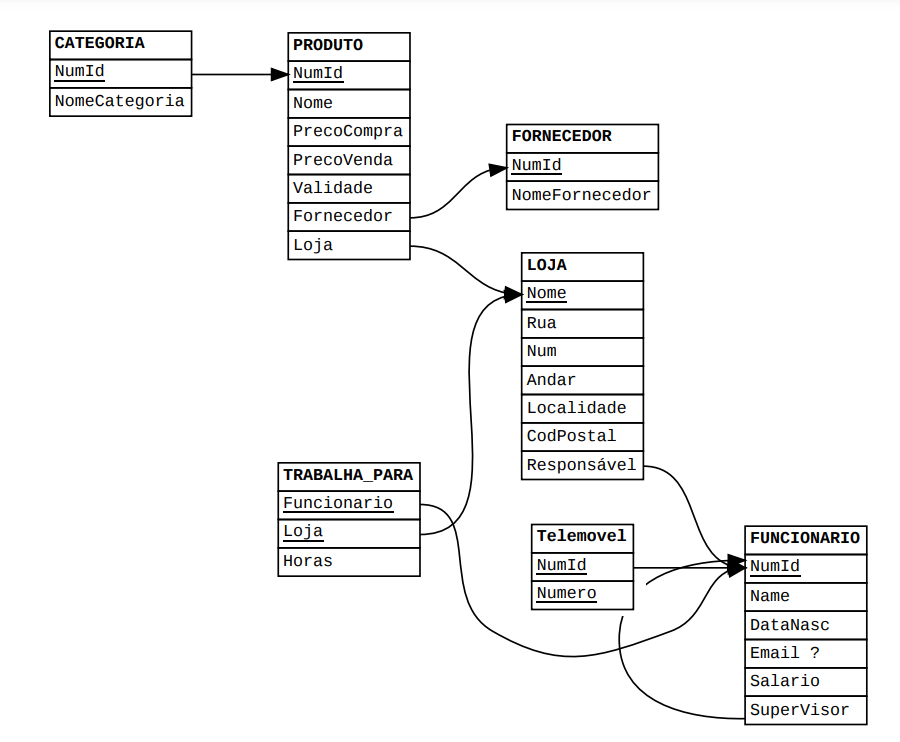 CATEGORIA
NumId
NomeCategoria
PRODUTO
NumId
Nome
PrecoCompra
PrecoVenda
Validade
Fornecedor
Loja
FORNECEDOR
NumId
NomeFornecedor
LOJA
Nome
Rua
Num
Andar
Localidade
CodPostal
Responsável
TRABALHA_PARA
Funcionario
Loja
Horas
Telemovel
NumId
Numero
FUNCIONARIO
NumId
Name
DataNasc
Email ?
Salario
SuperVisor